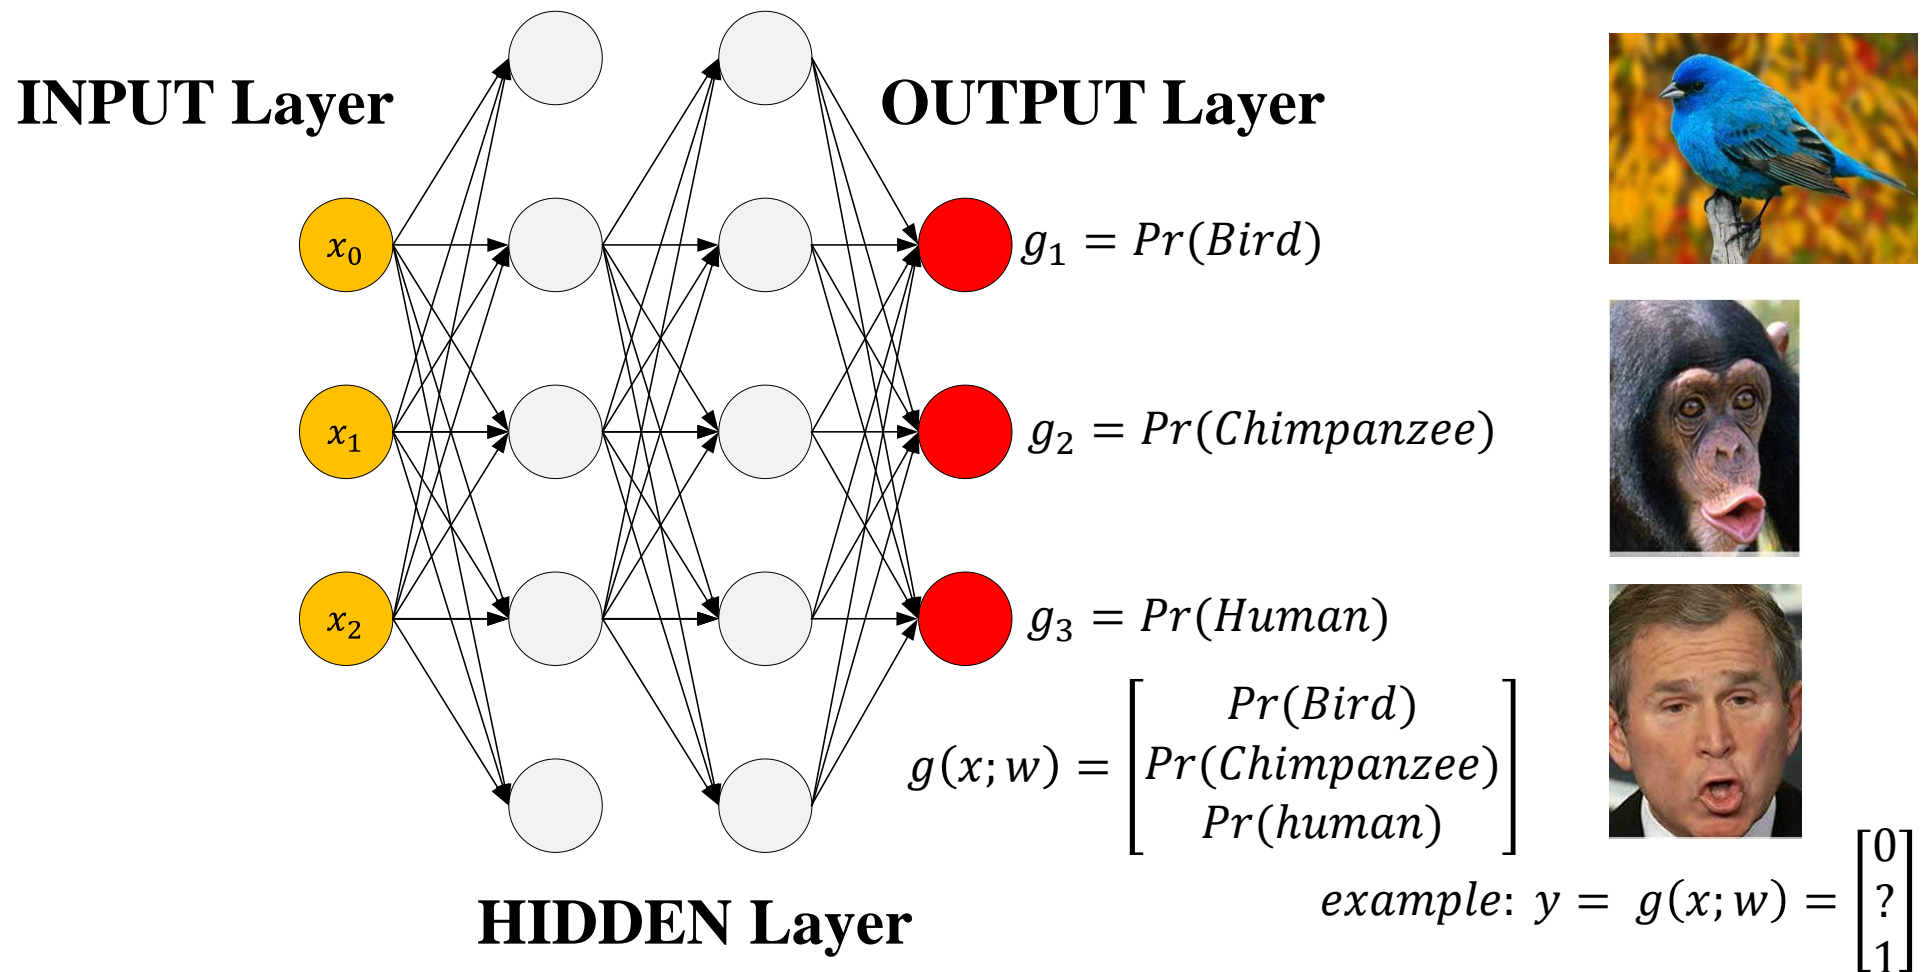 INPUT Layer
OUTPUT Layer
x₀
x₁
x₂
g₁ = Pr(Bird)
g₂ = Pr(Chimpanzee)
g₃ = Pr(Human)
g(x; w) = [Pr(Bird)
Pr(Chimpanzee)
Pr(human)]
HIDDEN Layer
example: y = g(x; w) = [0
?
1]